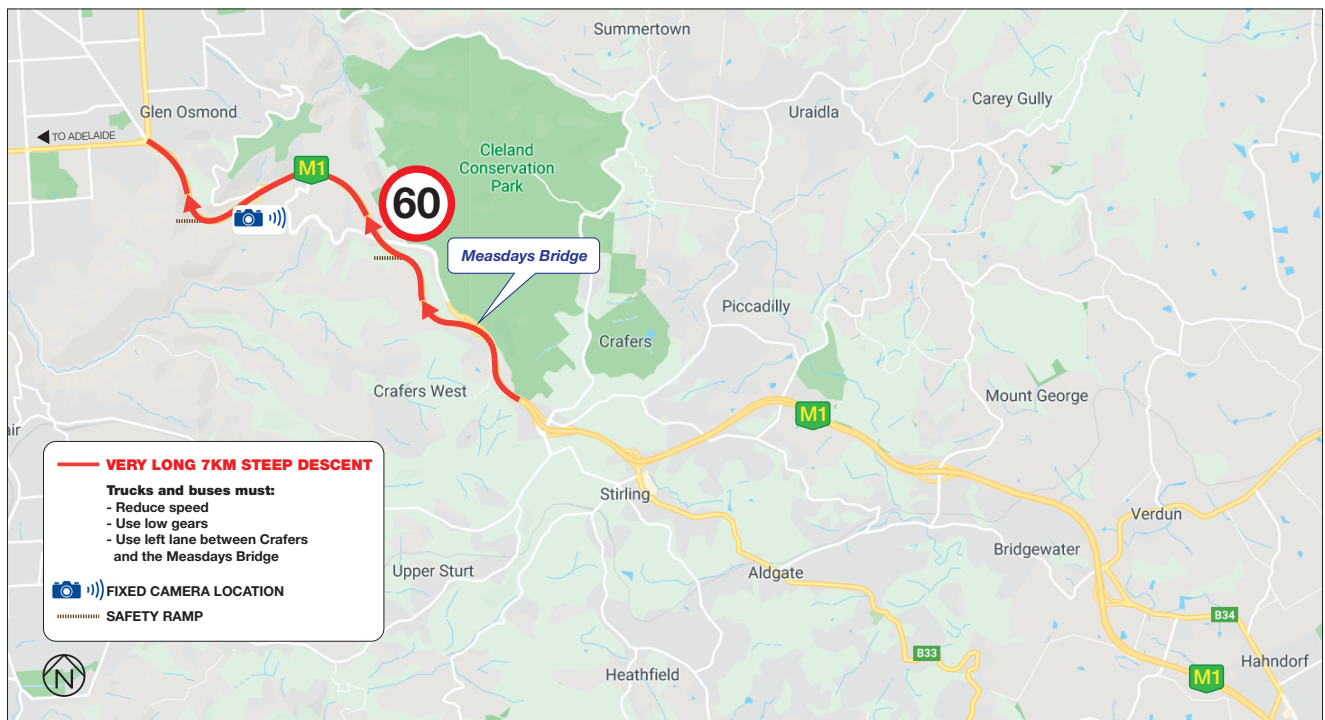 Summertown
Carey Gully
Glen Osmond
Uraidla
TO ADELAIDE
Cleland
Conservation
Park
M1
60
Measdays Bridge
Piccadilly
Crafers
Crafers West
Mount George
M1
air
VERY LONG 7KM STEEP DESCENT
Trucks and buses must:
- Reduce speed
- Use low gears
- Use left lane between Crafers
and the Measdays Bridge
FIXED CAMERA LOCATION
SAFETY RAMP
Stirling
Verdun
Bridgewater
Upper Sturt
Aldgate
B34
B33
Hahndorf
Heathfield
M1
N